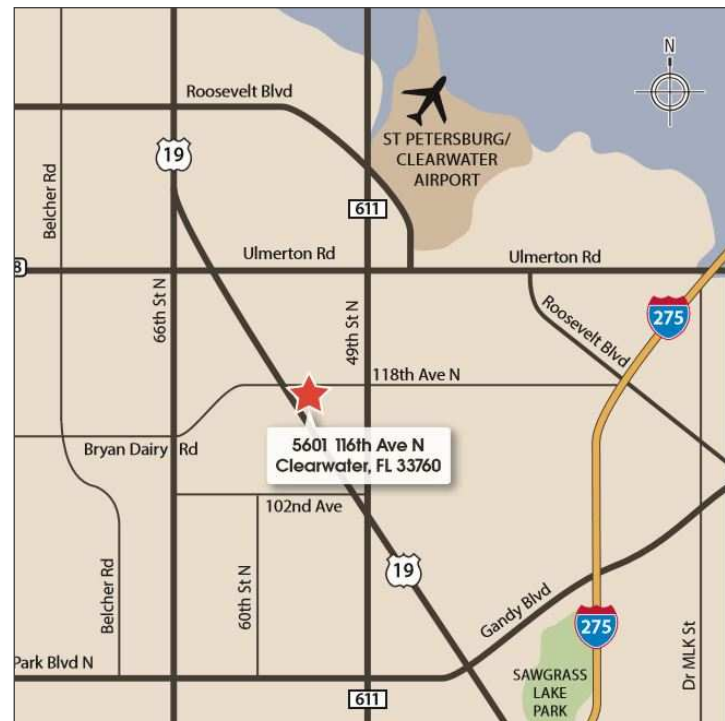 N
Roosevelt Blvd
ST PETERSBURG/
CLEARWATER
AIRPORT
19
Belcher Rd
611
Ulmerton Rd
Ulmerton Rd
8
66th St N
49th St N
275
Roosevelt Blvd
118th Ave N
5601 116th Ave N
Clearwater, FL 33760
Bryan Dairy Rd
102nd Ave
Belcher Rd
60th St N
19
Gandy Blvd
275
Dr MLK St
Park Blvd N
611
SAWGRASS
LAKE
PARK